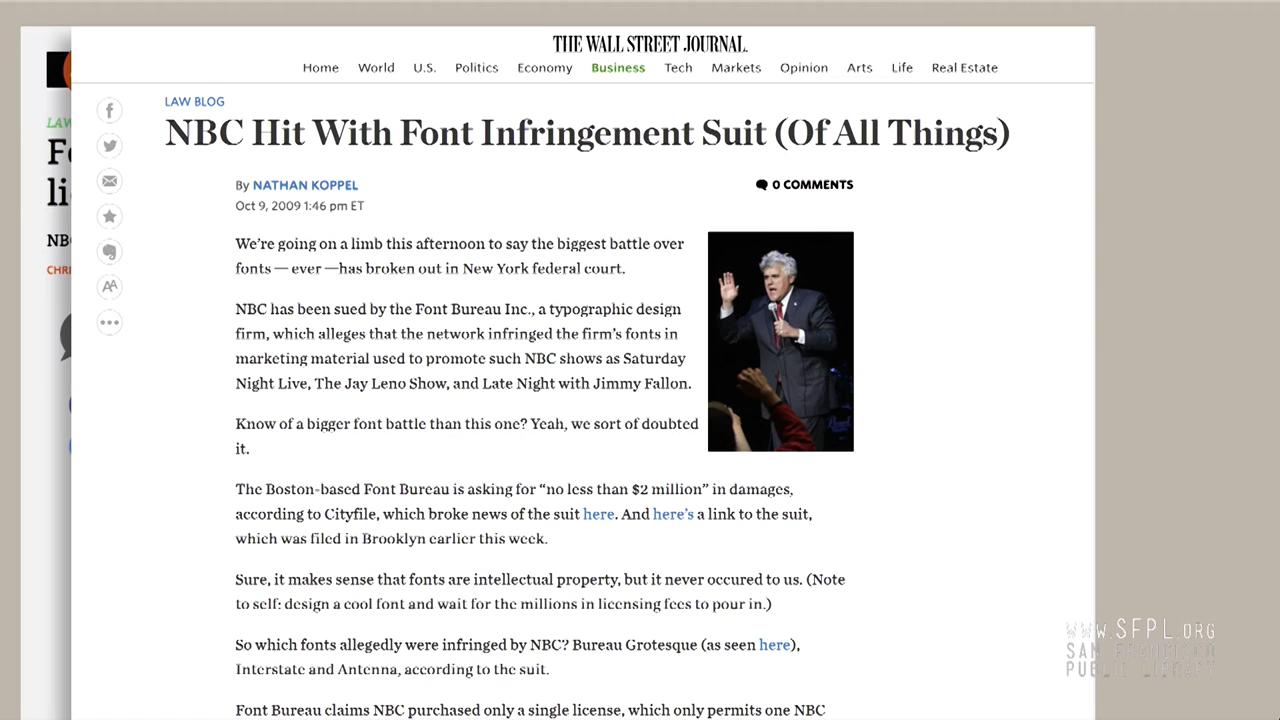 THE WALL STREET JOURNAL.
Home World U.S. Politics Economy Business Tech Markets Opinion Arts Life Real Estate
LAW BLOG
NBC Hit With Font Infringement Suit (Of All Things)
By NATHAN KOPPEL
0 COMMENTS
Oct 9, 2009 1:46 pm ET
We're going on a limb this afternoon to say the biggest battle over
fonts — ever —has broken out in New York federal court.
NBC has been sued by the Font Bureau Inc., a typographic design
firm, which alleges that the network infringed the firm's fonts in
marketing material used to promote such NBC shows as Saturday
Night Live, The Jay Leno Show, and Late Night with Jimmy Fallon.
Know of a bigger font battle than this one? Yeah, we sort of doubted
it.
The Boston-based Font Bureau is asking for “no less than $2 million” in damages,
according to Cityfile, which broke news of the suit here. And here's a link to the suit,
which was filed in Brooklyn earlier this week.
Sure, it makes sense that fonts are intellectual property, but it never occured to us. (Note
to self: design a cool font and wait for the millions in licensing fees to pour in.)
So which fonts allegedly were infringed by NBC? Bureau Grotesque (as seen here),
Interstate and Antenna, according to the suit.
Font Bureau claims NBC purchased only a single license, which only permits one NBC
LAW
NBC
CHRI
WWW.SFPL.ORG
SAN FRANCISCO
PUBLIC LIBRARY